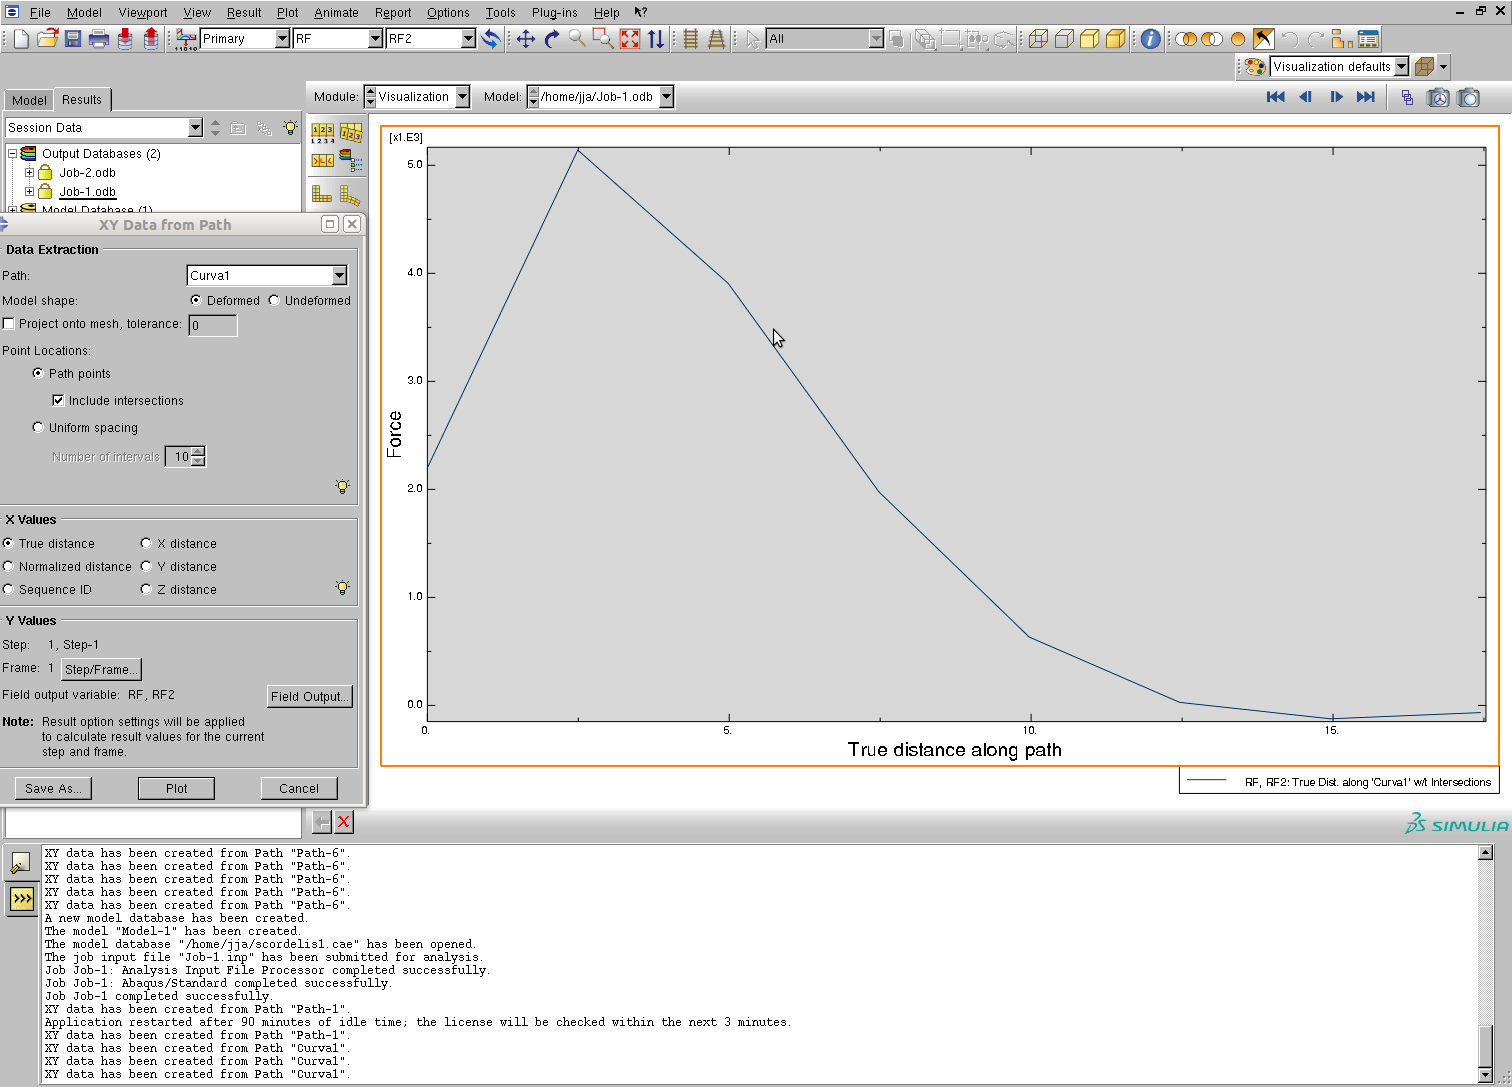 File Model Viewport View Result Plot Animate Report Options Tools Plug-ins Help ?
Primary RF RF2 All
Visualization defaults
Model Results Module: Visualization Model: /home/jja/Job-1.odb
Session Data
Output Databases (2)
Job-2.odb
Job-1.odb
Model Database (1)
XY Data from Path
Data Extraction
Path: Curva1
Model shape: Deformed Undeformed
Project onto mesh, tolerance: 0
Point Locations:
Path points
Include intersections
Uniform spacing
Number of intervals 10
X Values
True distance X distance
Normalized distance Y distance
Sequence ID Z distance
Y Values
Step: 1, Step-1
Frame: 1 Step/Frame...
Field output variable: RF, RF2 Field Output...
Note: Result option settings will be applied
to calculate result values for the current
step and frame.
Save As... Plot Cancel
[x1.E3]
5.0
4.0
3.0
2.0
1.0
0.0
Force
0. 5. 10. 15.
True distance along path
RF, RF2: True Dist. along 'Curva1' w/t Intersections
SIMULIA
XY data has been created from Path "Path-6".
XY data has been created from Path "Path-6".
XY data has been created from Path "Path-6".
XY data has been created from Path "Path-6".
XY data has been created from Path "Path-6".
A new model database has been created.
The model "Model-1" has been created.
The model database "/home/jja/scordelis1.cae" has been opened.
The job input file "Job-1.inp" has been submitted for analysis.
Job Job-1: Analysis Input File Processor completed successfully.
Job Job-1: Abaqus/Standard completed successfully.
Job Job-1 completed successfully.
XY data has been created from Path "Path-1".
Application restarted after 90 minutes of idle time; the license will be checked within the next 3 minutes.
XY data has been created from Path "Path-1".
XY data has been created from Path "Curva1".
XY data has been created from Path "Curva1".
XY data has been created from Path "Curva1".